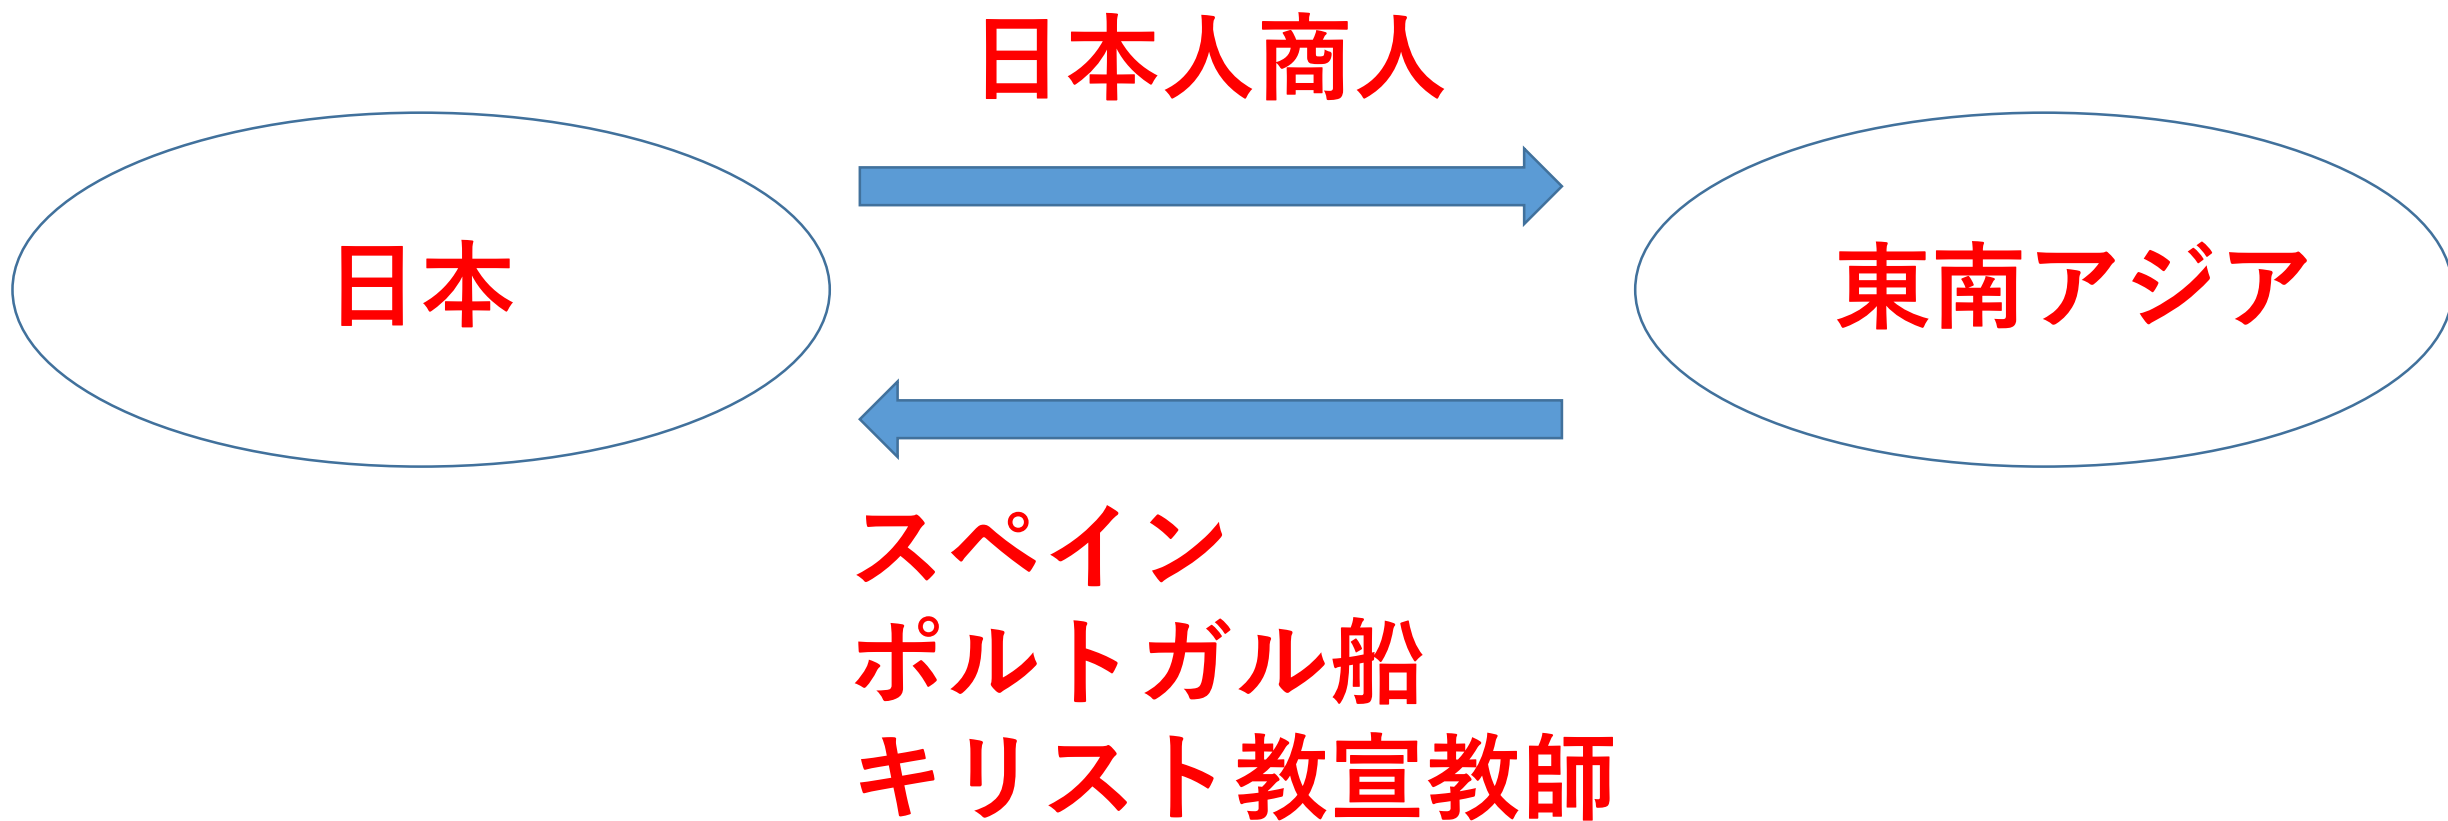 日本人商人
日本
東南アジア
スペイン
ポルトガル船
キリスト教宣教師